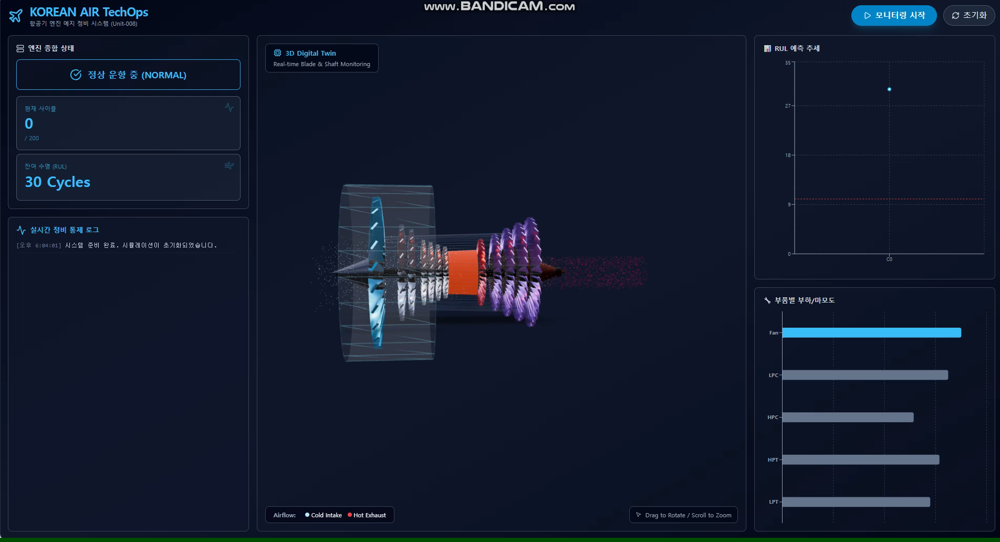 www.BANDICAM.com
KOREAN AIR TechOps
항공기 엔진 예지 정비 시스템 (Unit-008)
모니터링 시작
초기화
엔진 종합 상태
정상 운항 중 (NORMAL)
현재 사이클
0
/ 200
잔여 수명 (RUL)
30 Cycles
실시간 정비 통제 로그
[오후 6:04:01] 시스템 준비 완료. 시뮬레이션이 초기화되었습니다.
3D Digital Twin
Real-time Blade & Shaft Monitoring
Airflow: Cold Intake Hot Exhaust
Drag to Rotate / Scroll to Zoom
RUL 예측 추세
35
27
18
9
0
C0
부품별 부하/마모도
Fan
LPC
HPC
HPT
LPT